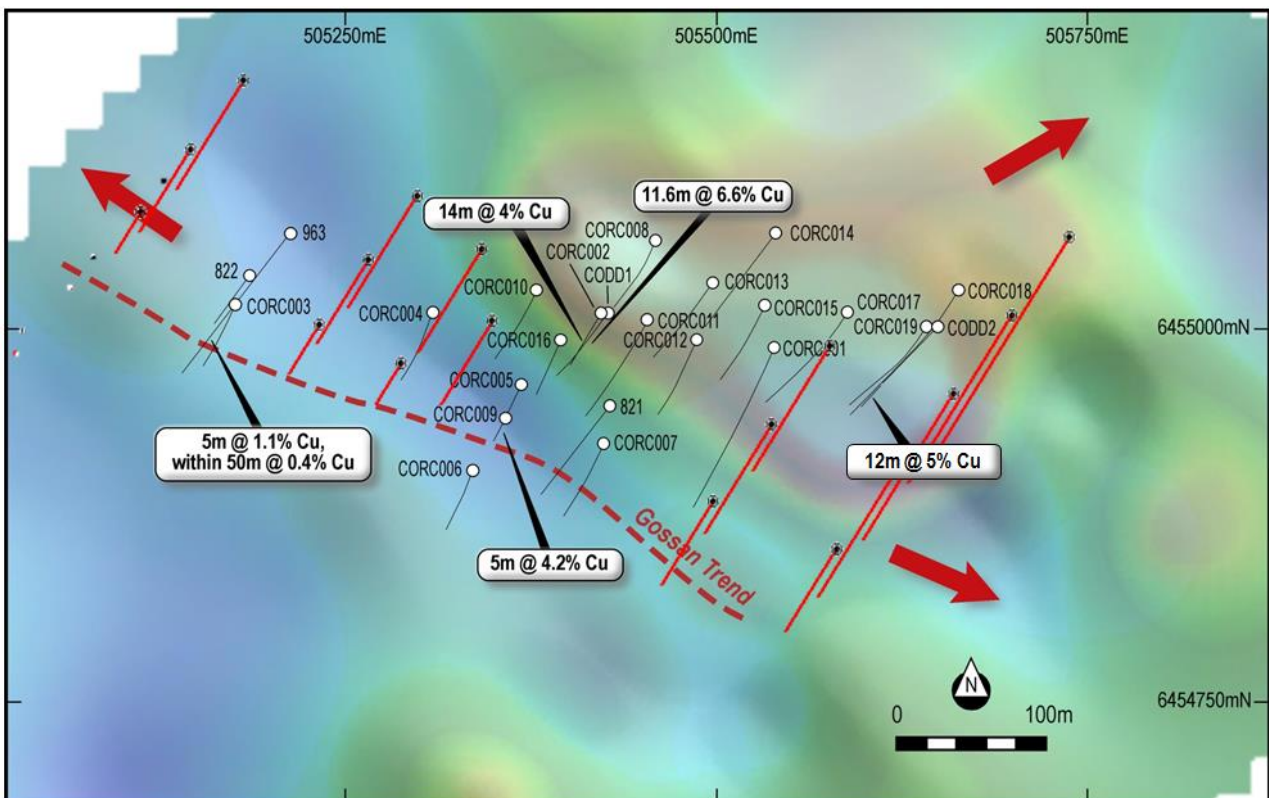 505250mE
505500mE
505750mE
11.6m @ 6.6% Cu
14m @ 4% Cu
CORC008
CORC014
963
CORC002
822
CODD1
CORC010
CORC013
CORC018
CORC003
CORC004
CORC015
CORC017
CORC011
CORC019
CODD2
6455000mN
CORC016
CORC012
CORC001
CORC005
821
CORC009
CORC007
5m @ 1.1% Cu,
within 50m @ 0.4% Cu
CORC006
12m @ 5% Cu
Gossan Trend
5m @ 4.2% Cu
N
6454750mN
0
100m